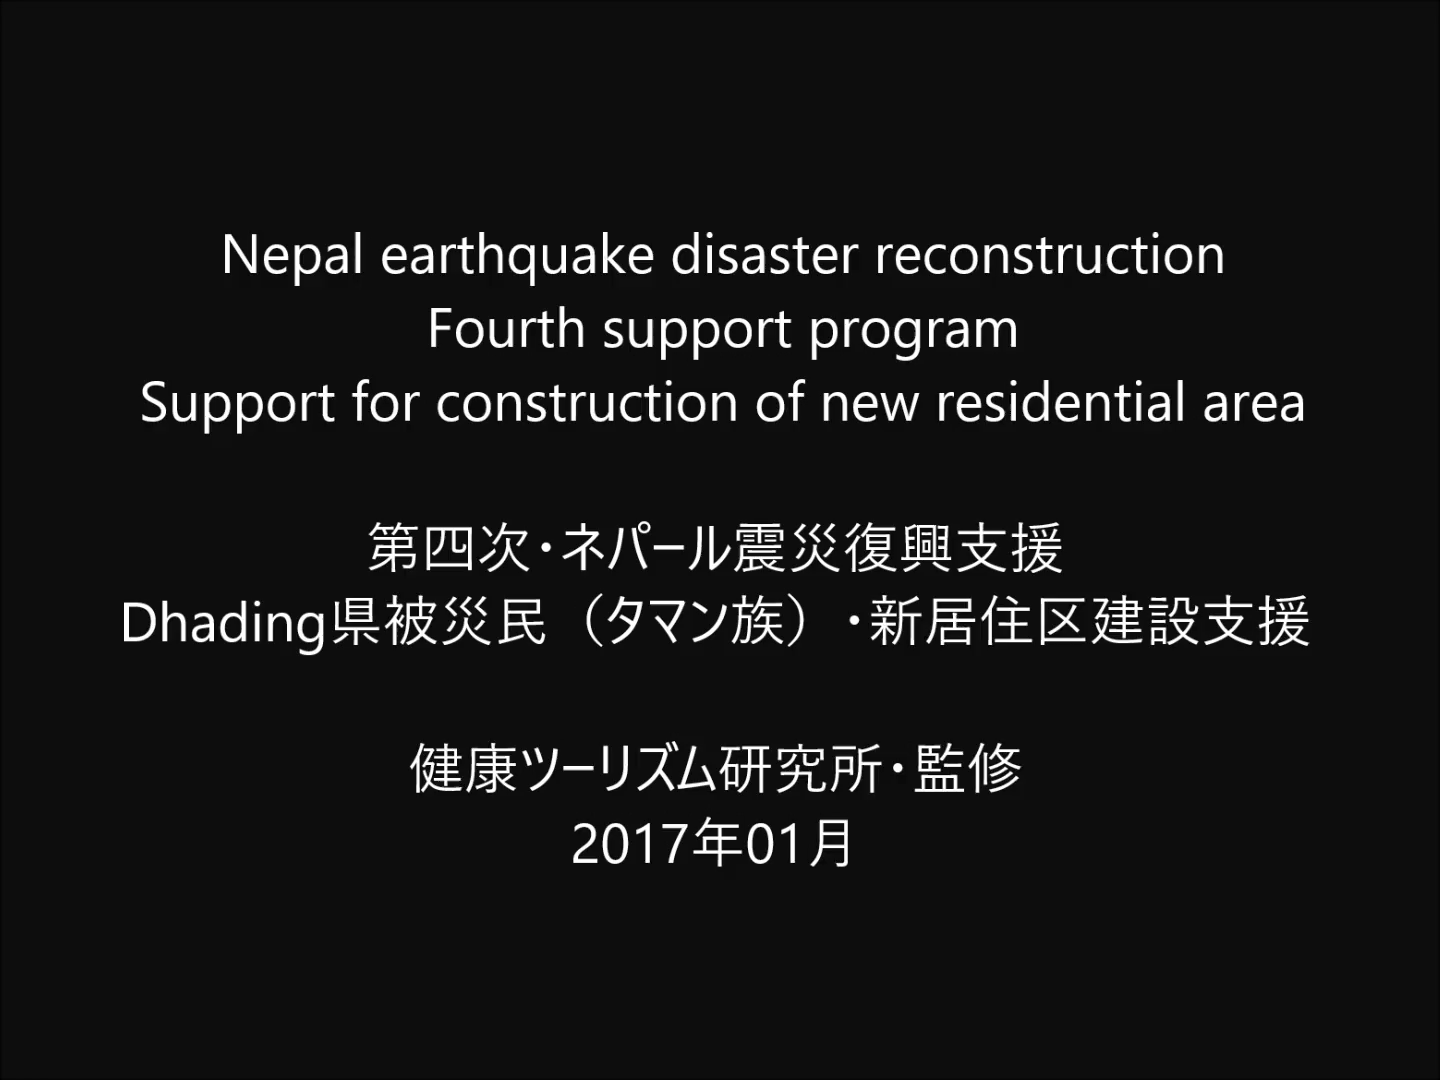 Nepal earthquake disaster reconstruction
Fourth support program
Support for construction of new residential area
第四次・ネパール震災復興支援
Dhading県被災民（タマン族）・新居住区建設支援
健康ツーリズム研究所・監修
2017年01月